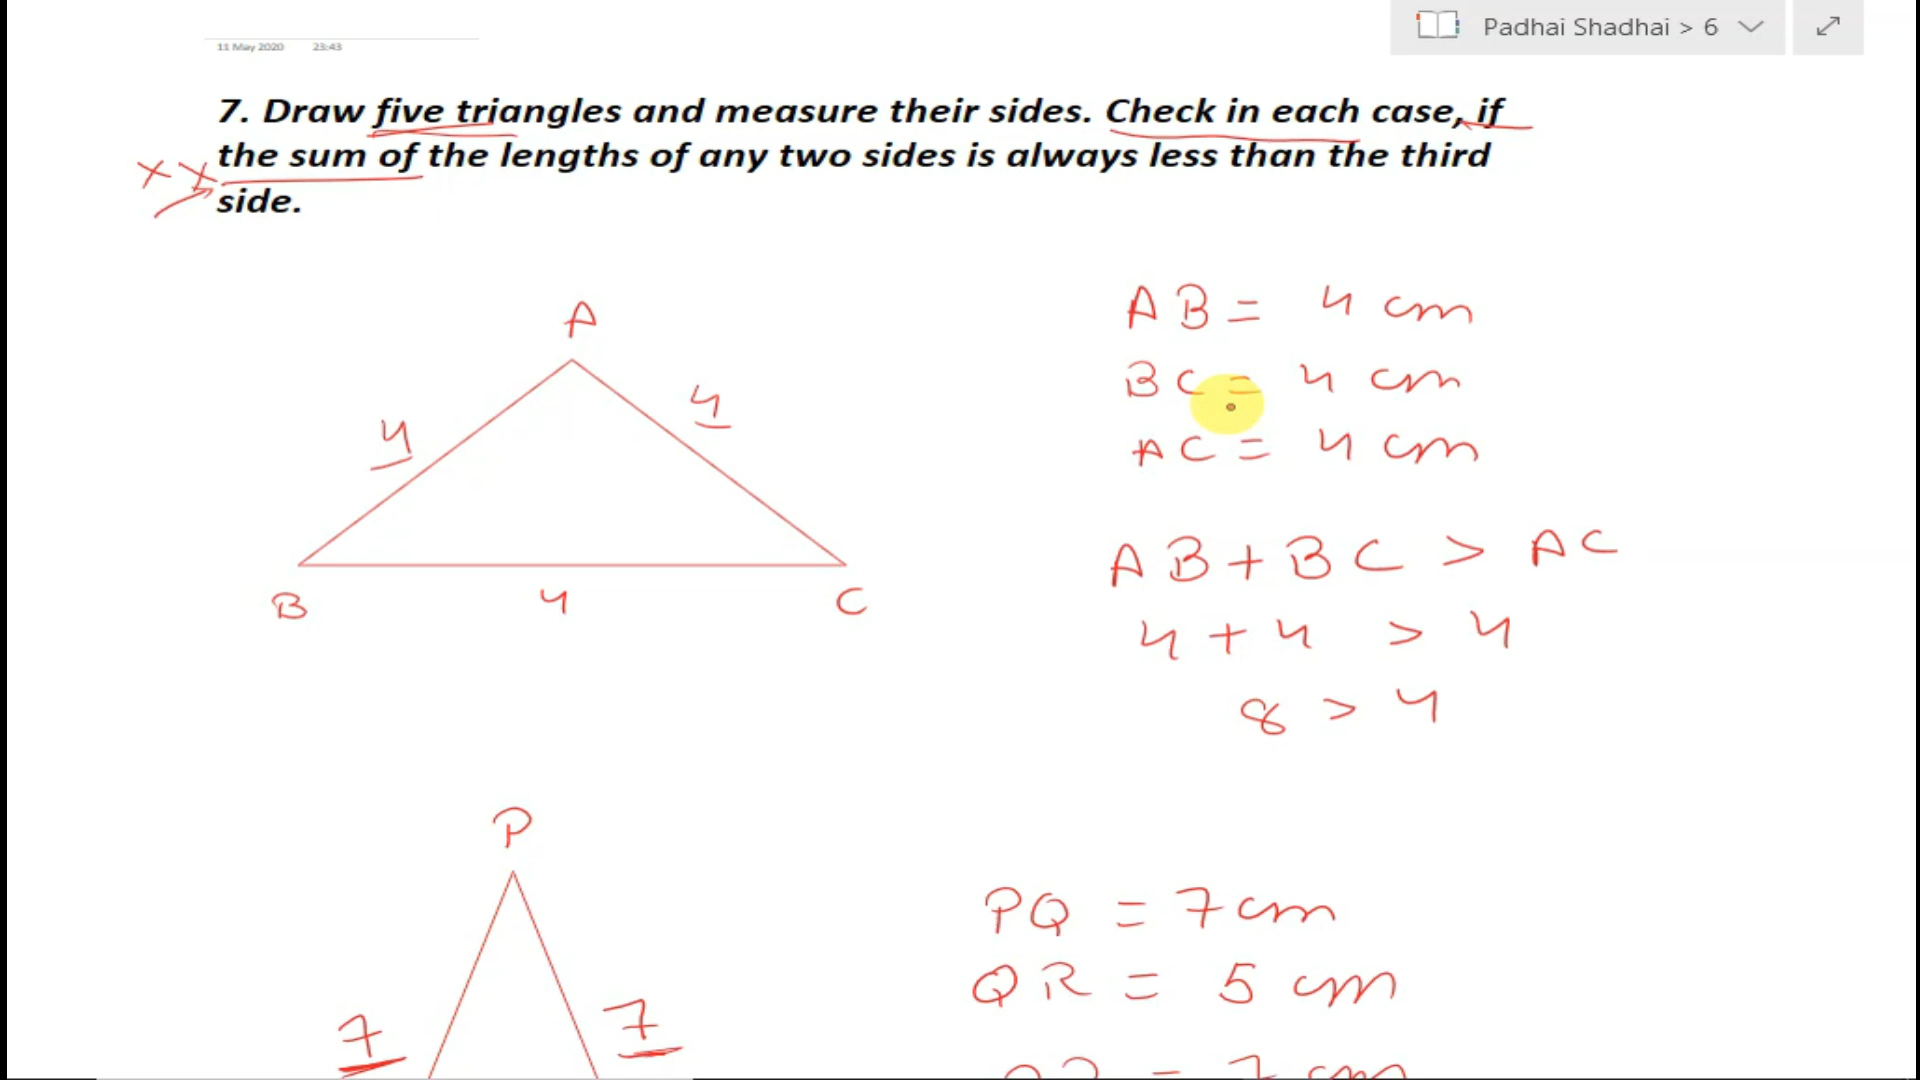 Padhai Shadhai > 6
11 May 2020 23:43
7. Draw five triangles and measure their sides. Check in each case, if
the sum of the lengths of any two sides is always less than the third
side.
A
4
4
B
4
C
AB = 4 cm
BC = 4 cm
AC = 4 cm
AB + BC > AC
4 + 4 > 4
8 > 4
P
7
7
PQ = 7 cm
QR = 5 cm
= 7 cm